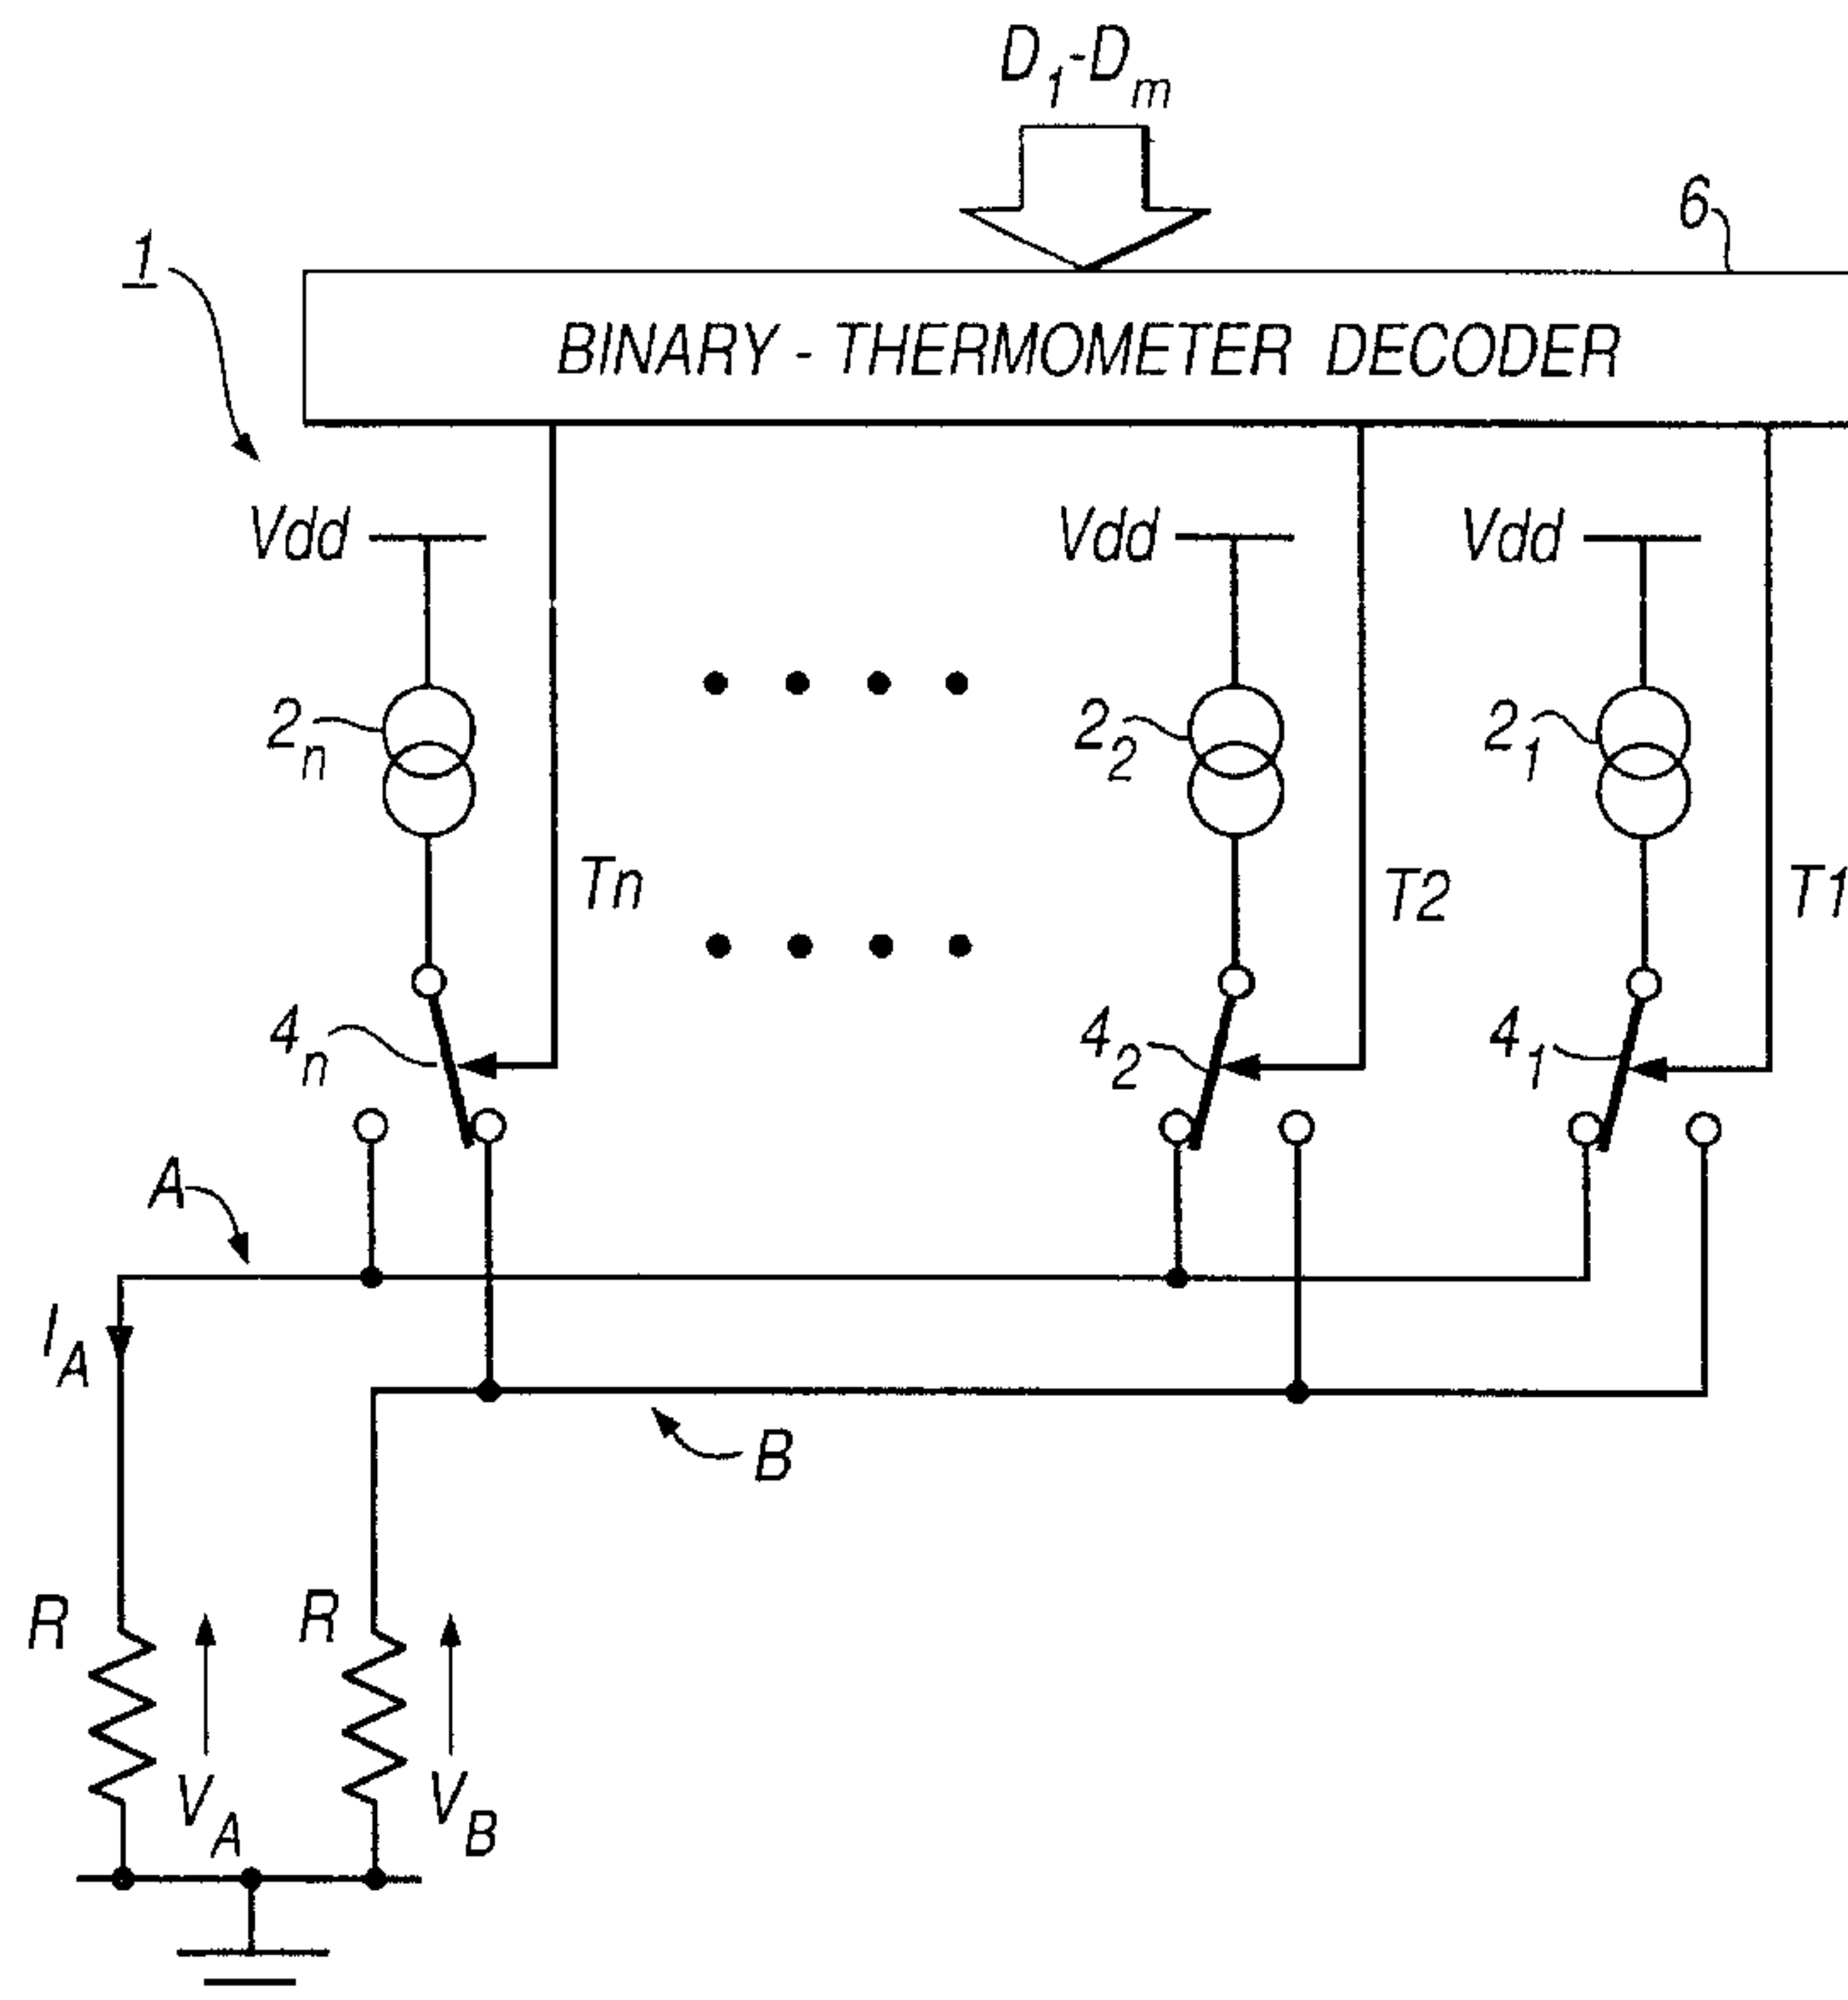 D1-Dm
6
1
BINARY - THERMOMETER DECODER
Vdd Vdd Vdd
2n 22 21
Tn T2 T1
4n 42 41
A
IA
B
R R
VA VB